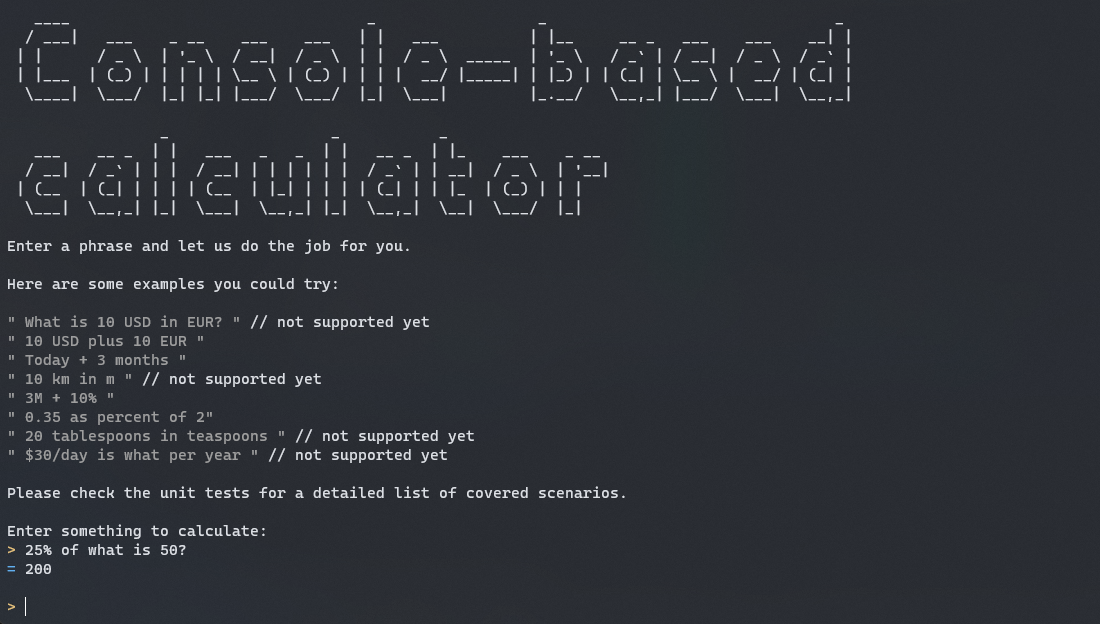 Console-based
calculator
Enter a phrase and let us do the job for you.
Here are some examples you could try:
" What is 10 USD in EUR? " // not supported yet
" 10 USD plus 10 EUR "
" Today + 3 months "
" 10 km in m " // not supported yet
" 3M + 10% "
" 0.35 as percent of 2"
" 20 tablespoons in teaspoons " // not supported yet
" $30/day is what per year " // not supported yet
Please check the unit tests for a detailed list of covered scenarios.
Enter something to calculate:
> 25% of what is 50?
= 200
>